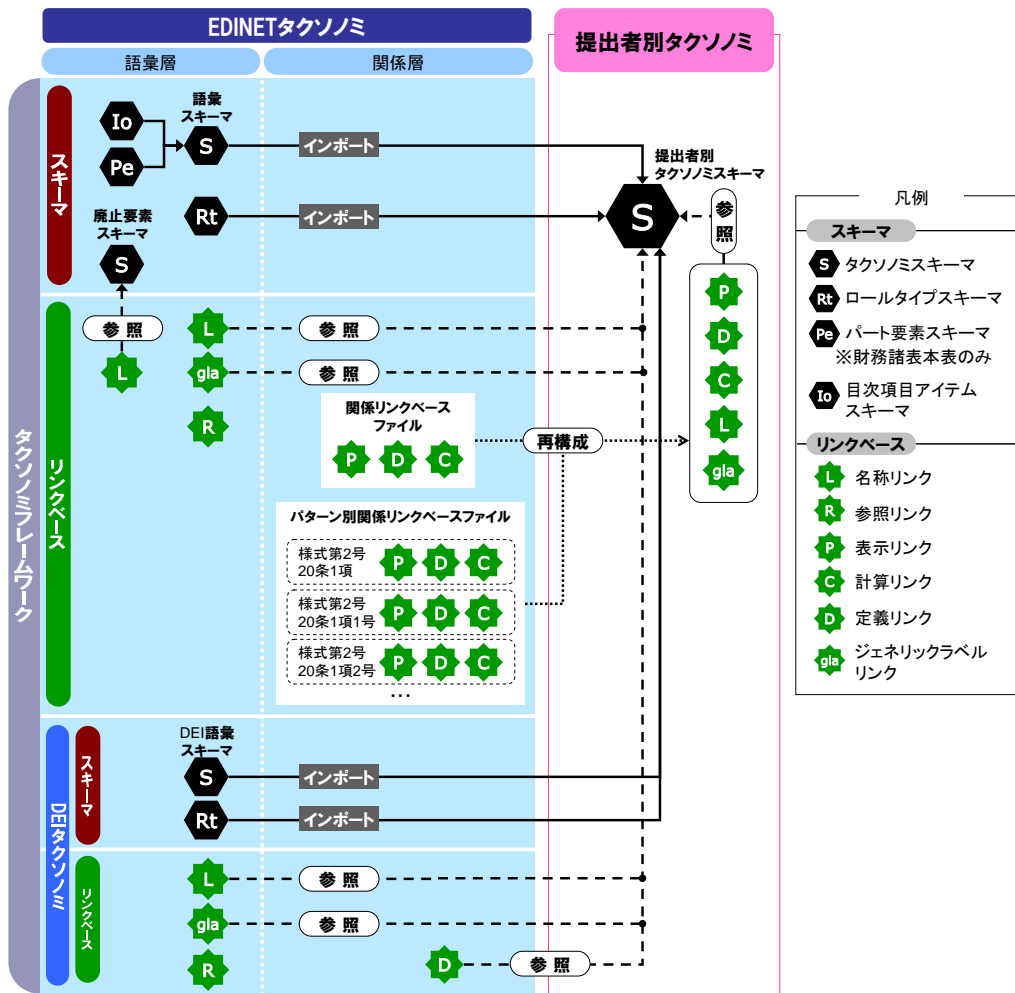 EDINETタクソノミ
提出者別タクソノミ
語彙層
関係層
タクソノミフレームワーク
スキーマ
Io
Pe
語彙
スキーマ
S
インポート
Rt
インポート
廃止要素
スキーマ
S
提出者別
タクソノミスキーマ
S
参照
P
D
C
L
gla
リンクベース
参照
L
L
参照
gla
参照
R
関係リンクベース
ファイル
P D C
再構成
パターン別関係リンクベースファイル
様式第2号
20条1項
P D C
様式第2号
20条1項1号
P D C
様式第2号
20条1項2号
P D C
...
DEIタクソノミ
スキーマ
DEI語彙
スキーマ
S
インポート
Rt
インポート
リンクベース
L
参照
gla
参照
R
D
参照
凡例
スキーマ
S タクソノミスキーマ
Rt ロールタイプスキーマ
Pe パート要素スキーマ
※財務諸表本表のみ
Io 目次項目アイテム
スキーマ
リンクベース
L 名称リンク
R 参照リンク
P 表示リンク
C 計算リンク
D 定義リンク
gla ジェネリックラベル
リンク